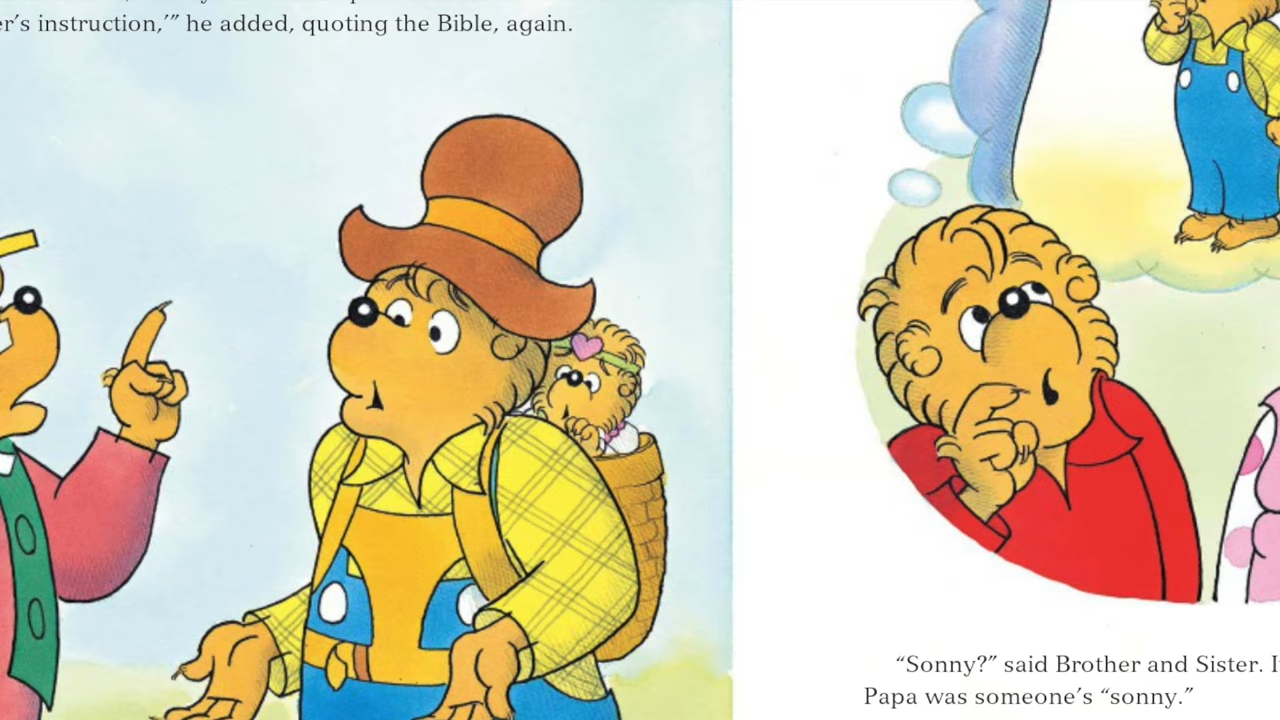 er’s instruction,’” he added, quoting the Bible, again.
“Sonny?” said Brother and Sister. I
Papa was someone’s “sonny.”